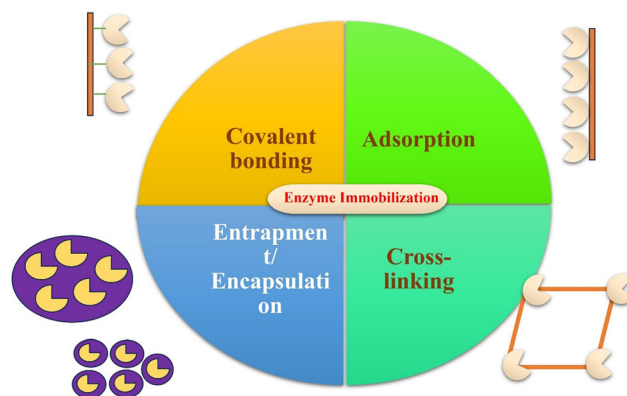 Covalent
bonding
Adsorption
Enzyme Immobilization
Entrapmen
t/
Encapsulati
on
Cross-
linking